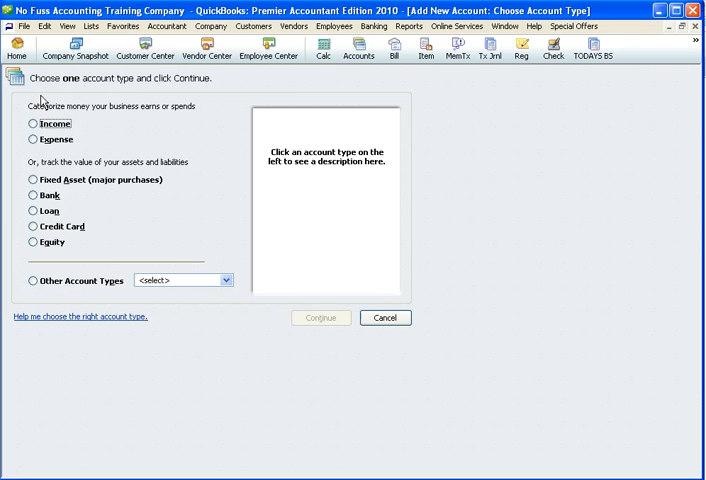 No Fuss Accounting Training Company - QuickBooks: Premier Accountant Edition 2010 - [Add New Account: Choose Account Type]
File Edit View Lists Favorites Accountant Company Customers Vendors Employees Banking Reports Online Services Window Help Special Offers
Home Company Snapshot Customer Center Vendor Center Employee Center Calc Accounts Bill Item MemTx Tx Jrnl Reg Check TODAYS BS
Choose one account type and click Continue.
Categorize money your business earns or spends
Income
Expense
Or, track the value of your assets and liabilities
Fixed Asset (major purchases)
Bank
Loan
Credit Card
Equity
Other Account Types <select>
Click an account type on the
left to see a description here.
Help me choose the right account type.
Continue Cancel